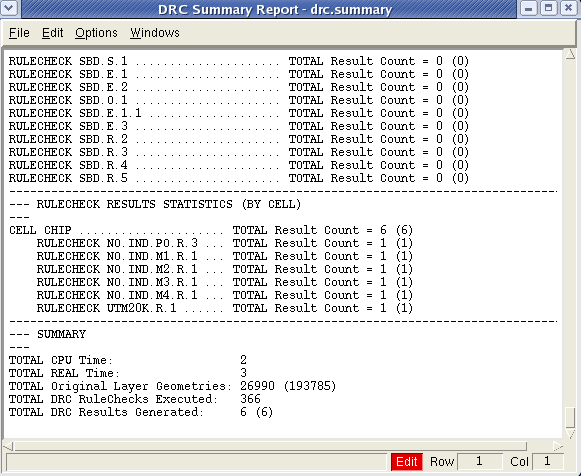 DRC Summary Report - drc.summary
File Edit Options Windows
RULECHECK SBD.S.1 ...................... TOTAL Result Count = 0 (0)
RULECHECK SBD.E.1 ...................... TOTAL Result Count = 0 (0)
RULECHECK SBD.E.2 ...................... TOTAL Result Count = 0 (0)
RULECHECK SBD.O.1 ...................... TOTAL Result Count = 0 (0)
RULECHECK SBD.E.1.1 .................... TOTAL Result Count = 0 (0)
RULECHECK SBD.E.3 ...................... TOTAL Result Count = 0 (0)
RULECHECK SBD.R.2 ...................... TOTAL Result Count = 0 (0)
RULECHECK SBD.R.3 ...................... TOTAL Result Count = 0 (0)
RULECHECK SBD.R.4 ...................... TOTAL Result Count = 0 (0)
RULECHECK SBD.R.5 ...................... TOTAL Result Count = 0 (0)
--- RULECHECK RESULTS STATISTICS (BY CELL)
---
CELL CHIP ...................... TOTAL Result Count = 6 (6)
RULECHECK NO.IND.PO.R.3 ... TOTAL Result Count = 1 (1)
RULECHECK NO.IND.M1.R.1 ... TOTAL Result Count = 1 (1)
RULECHECK NO.IND.M2.R.1 ... TOTAL Result Count = 1 (1)
RULECHECK NO.IND.M3.R.1 ... TOTAL Result Count = 1 (1)
RULECHECK NO.IND.M4.R.1 ... TOTAL Result Count = 1 (1)
RULECHECK UTM20K.R.1 ...... TOTAL Result Count = 1 (1)
--- SUMMARY
---
TOTAL CPU Time: 2
TOTAL REAL Time: 3
TOTAL Original Layer Geometries: 26990 (193785)
TOTAL DRC RuleChecks Executed: 366
TOTAL DRC Results Generated: 6 (6)
Edit Row 1 Col 1